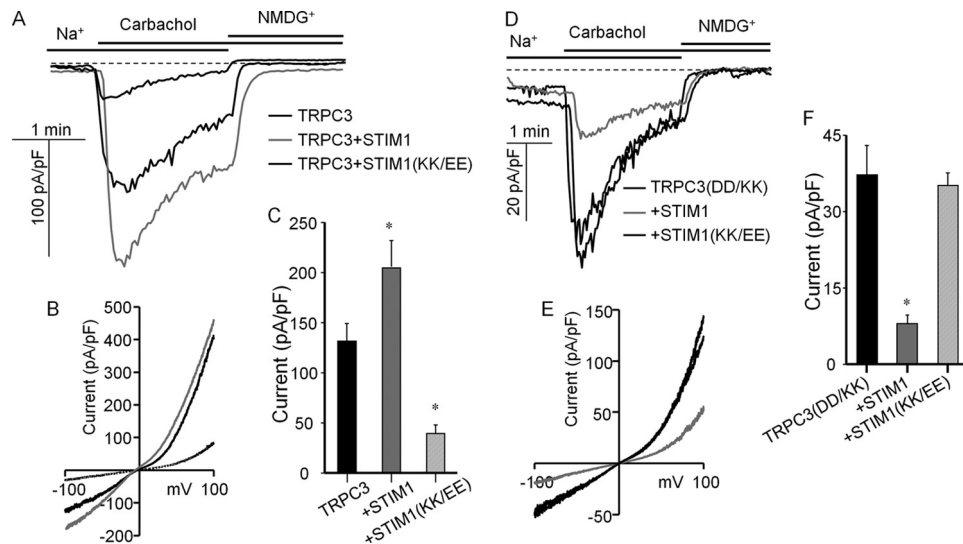 A
Na⁺
Carbachol
NMDG⁺
1 min
100 pA/pF
TRPC3
TRPC3+STIM1
TRPC3+STIM1(KK/EE)
B
Current (pA/pF)
500
400
300
200
100
-100
mV
100
-100
-200
C
Current (pA/pF)
250
200
150
100
50
0
*
*
TRPC3
+STIM1
+STIM1(KK/EE)
D
Na⁺
Carbachol
NMDG⁺
1 min
20 pA/pF
TRPC3(DD/KK)
+STIM1
+STIM1(KK/EE)
E
Current (pA/pF)
150
100
50
-100
mV
100
-50
F
Current (pA/pF)
45
30
15
0
*
TRPC3(DD/KK)
+STIM1
+STIM1(KK/EE)